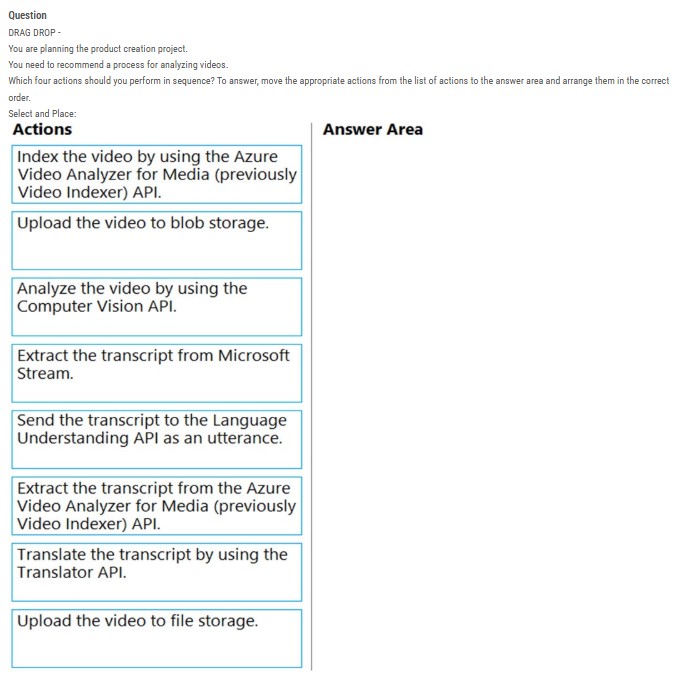 Question
DRAG DROP -
You are planning the product creation project.
You need to recommend a process for analyzing videos.
Which four actions should you perform in sequence? To answer, move the appropriate actions from the list of actions to the answer area and arrange them in the correct
order.
Select and Place:
Actions
Answer Area
Index the video by using the Azure
Video Analyzer for Media (previously
Video Indexer) API.
Upload the video to blob storage.
Analyze the video by using the
Computer Vision API.
Extract the transcript from Microsoft
Stream.
Send the transcript to the Language
Understanding API as an utterance.
Extract the transcript from the Azure
Video Analyzer for Media (previously
Video Indexer) API.
Translate the transcript by using the
Translator API.
Upload the video to file storage.